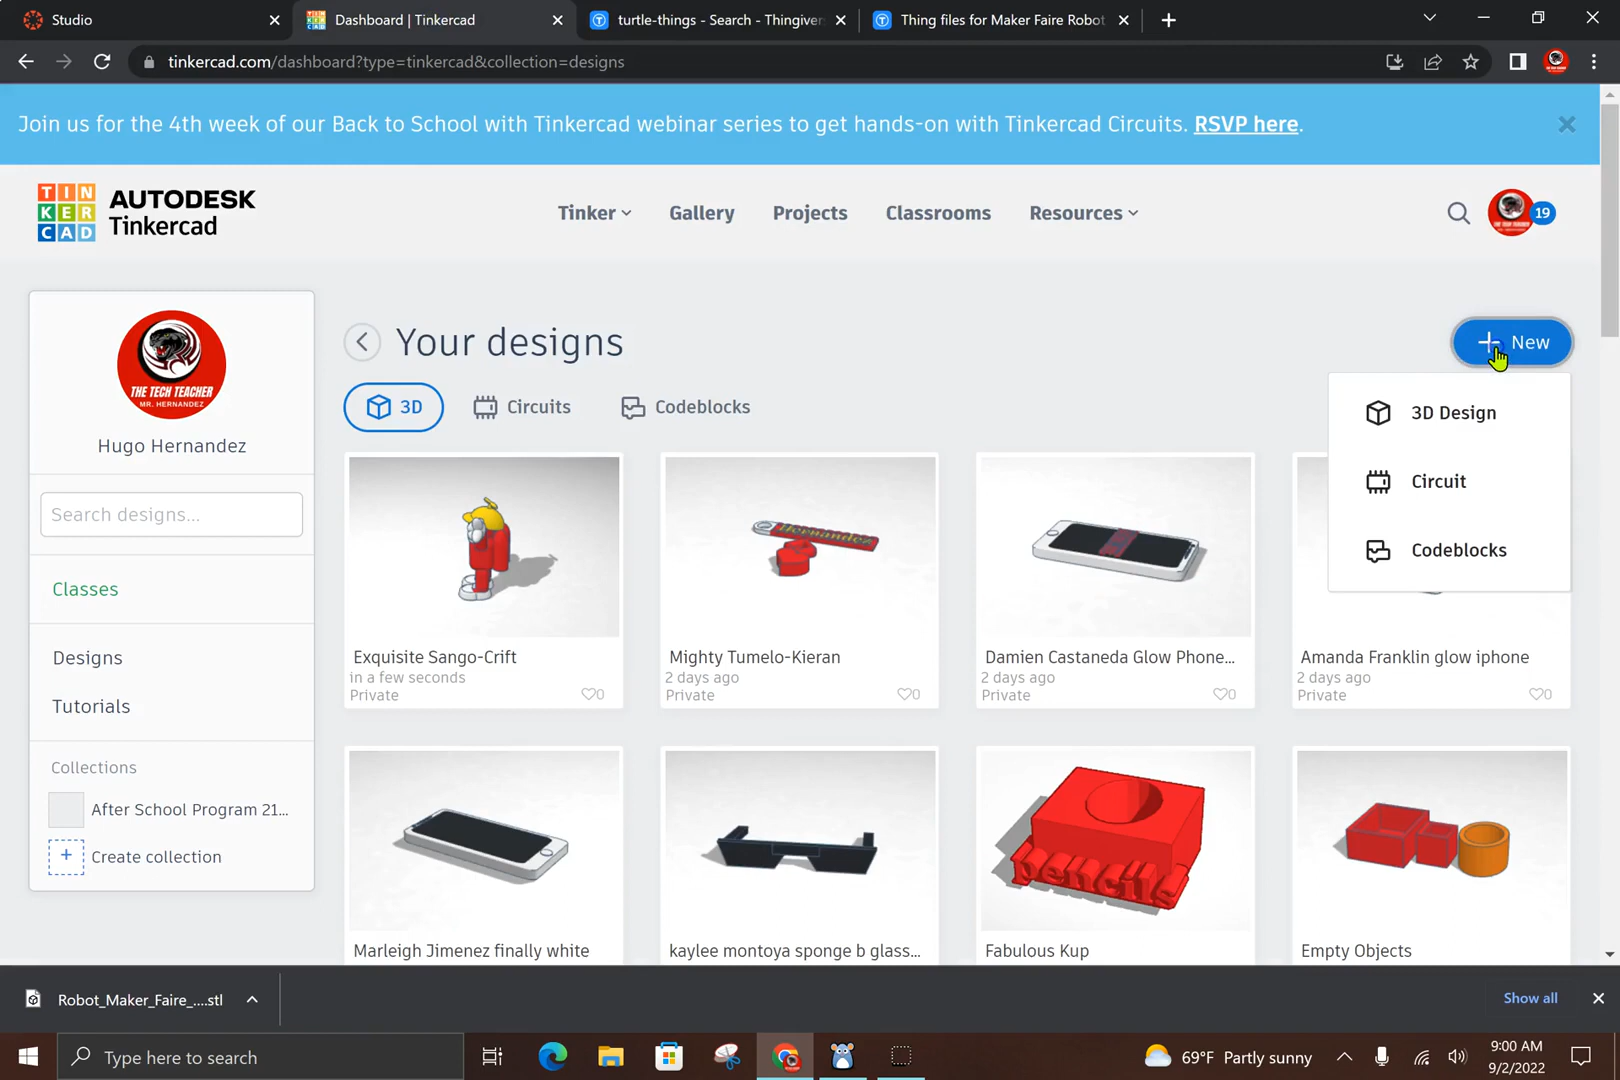 Studio
Dashboard | Tinkercad
turtle-things - Search - Thingiver
Thing files for Maker Faire Robot
tinkercad.com/dashboard?type=tinkercad&collection=designs
Join us for the 4th week of our Back to School with Tinkercad webinar series to get hands-on with Tinkercad Circuits. RSVP here.
TIN
KER
CAD
AUTODESK
Tinkercad
Tinker
Gallery
Projects
Classrooms
Resources
19
THE TECH TEACHER
MR. HERNANDEZ
Hugo Hernandez
Search designs...
Classes
Designs
Tutorials
Collections
After School Program 21...
Create collection
Your designs
New
3D
Circuits
Codeblocks
3D Design
Circuit
Codeblocks
Hernandez
Exquisite Sango-Crift
in a few seconds
Private
0
Mighty Tumelo-Kieran
2 days ago
Private
0
Damien Castaneda Glow Phone...
2 days ago
Private
0
Amanda Franklin glow iphone
2 days ago
Private
0
pencils
Marleigh Jimenez finally white
kaylee montoya sponge b glass...
Fabulous Kup
Empty Objects
Robot_Maker_Faire_....stl
Show all
Type here to search
69°F Partly sunny
9:00 AM
9/2/2022